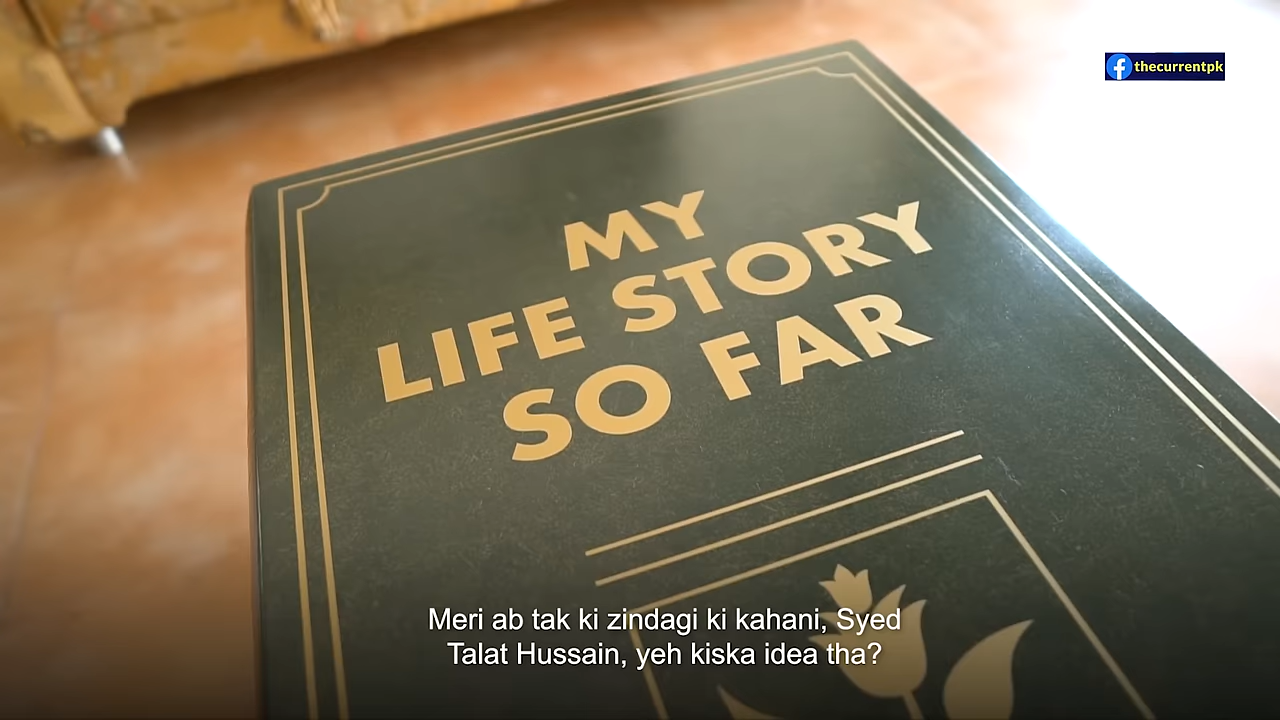 thecurrentpk
MY
LIFE STORY
SO FAR
Meri ab tak ki zindagi ki kahani, Syed
Talat Hussain, yeh kiska idea tha?